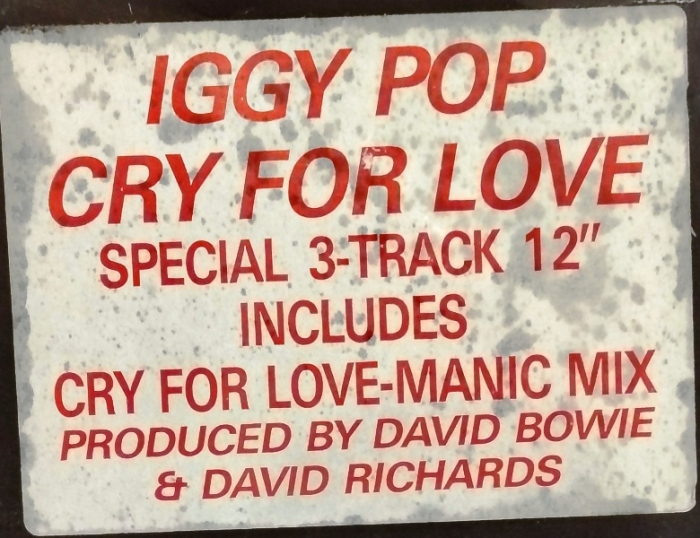 IGGY POP
CRY FOR LOVE
SPECIAL 3-TRACK 12"
INCLUDES
CRY FOR LOVE-MANIC MIX
PRODUCED BY DAVID BOWIE
& DAVID RICHARDS